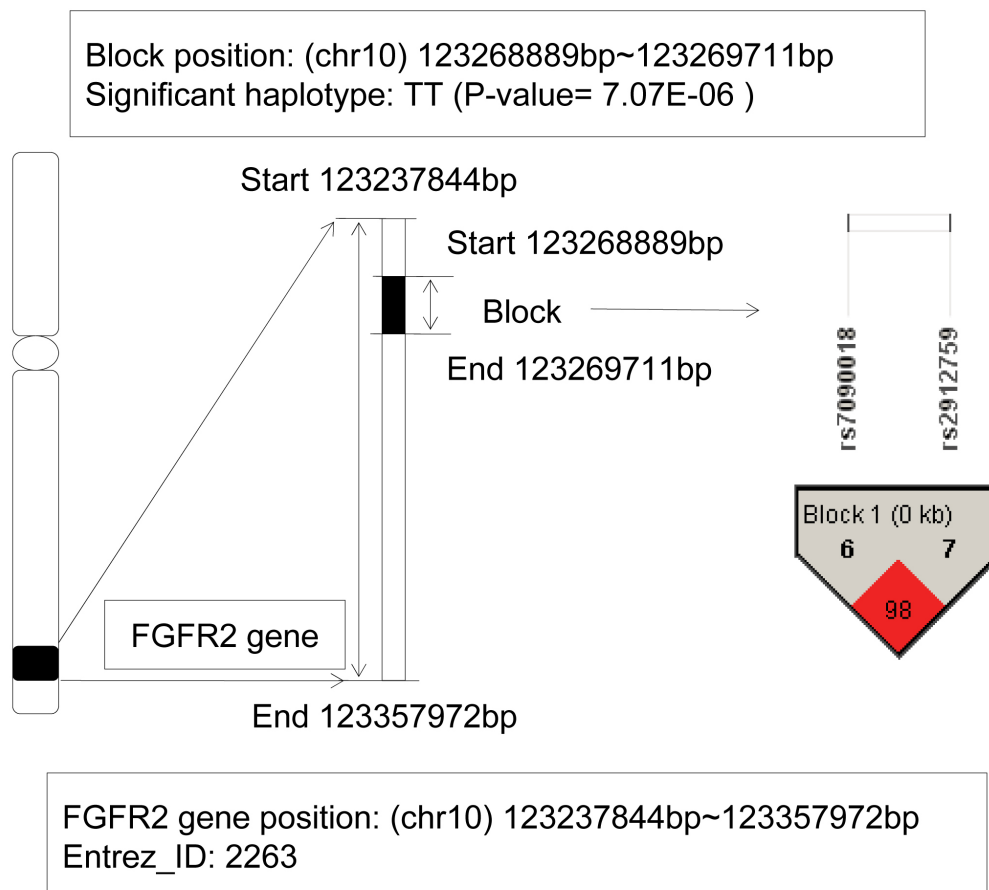 Block position: (chr10) 123268889bp~123269711bp
Significant haplotype: TT (P-value= 7.07E-06 )
Start 123237844bp
Start 123268889bp
Block
End 123269711bp
rs7090018
rs2912759
Block 1 (0 kb)
6 7
98
FGFR2 gene
End 123357972bp
FGFR2 gene position: (chr10) 123237844bp~123357972bp
Entrez_ID: 2263